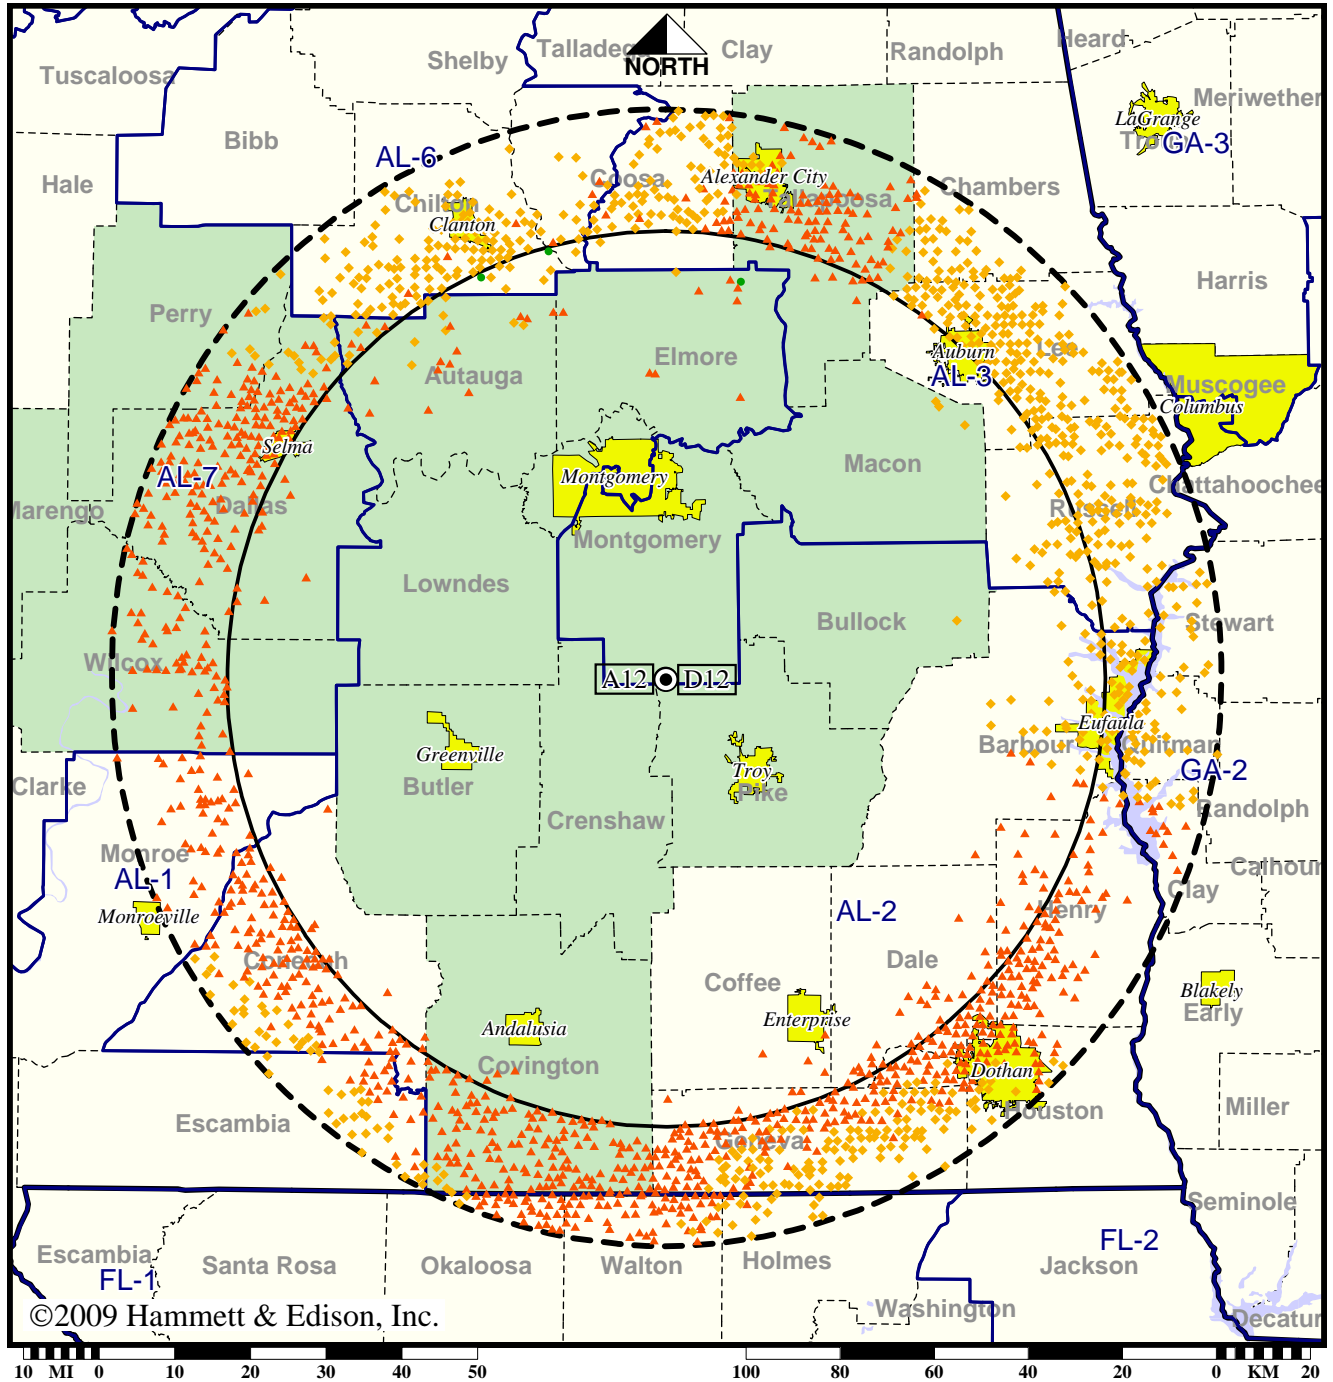 Heard
Talladega
Clay
Randolph
Shelby
NORTH
Tuscaloosa
Meriwether
LaGrange
Troup
GA-3
Bibb
AL-6
Hale
Coosa
Alexander City
Tallapoosa
Chambers
Chilton
Clanton
Harris
Perry
Elmore
Auburn
Lee
AL-3
Autauga
Muscogee
Columbus
Selma
Montgomery
Macon
AL-7
Dallas
Chattahoochee
Marengo
Russell
Montgomery
Lowndes
Bullock
Stewart
Wilcox
A12
D12
Eufaula
Barbour
Quitman
Greenville
Troy
GA-2
Clarke
Butler
Pike
Randolph
Crenshaw
Monroe
Calhoun
AL-1
Clay
Monroeville
AL-2
Henry
Conecuh
Dale
Coffee
Blakely
Early
Andalusia
Enterprise
Covington
Dothan
Houston
Miller
Escambia
Geneva
Seminole
FL-2
Escambia
FL-1
Santa Rosa
Okaloosa
Walton
Holmes
Jackson
Washington
Decatur
©2009 Hammett & Edison, Inc.
10 MI 0 10 20 30 40 50 100 80 60 40 20 0 KM 20